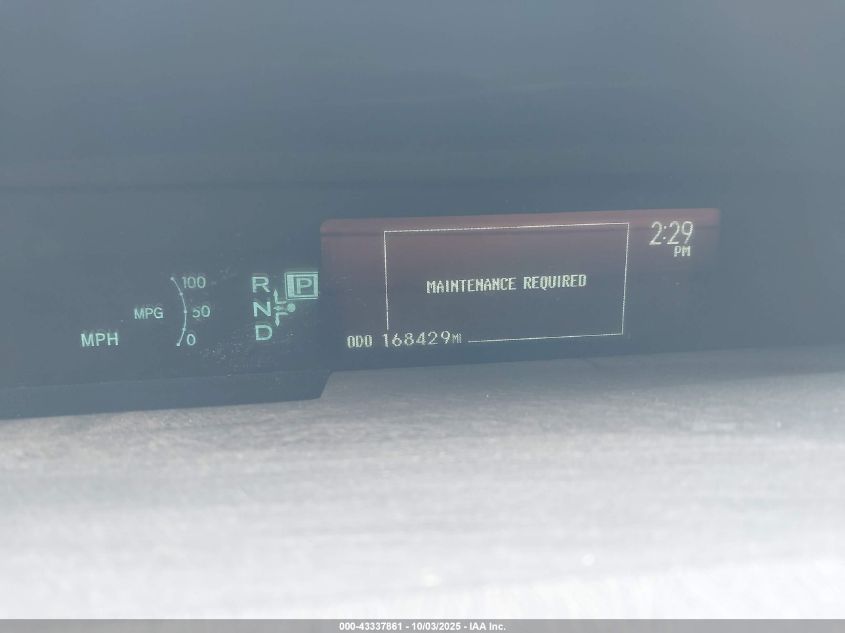 2:29
PM
MAINTENANCE REQUIRED
ODO 168429MI
100
MPG 50
0
MPH
R P
N
D
000-43337861 - 10/03/2025 - IAA Inc.